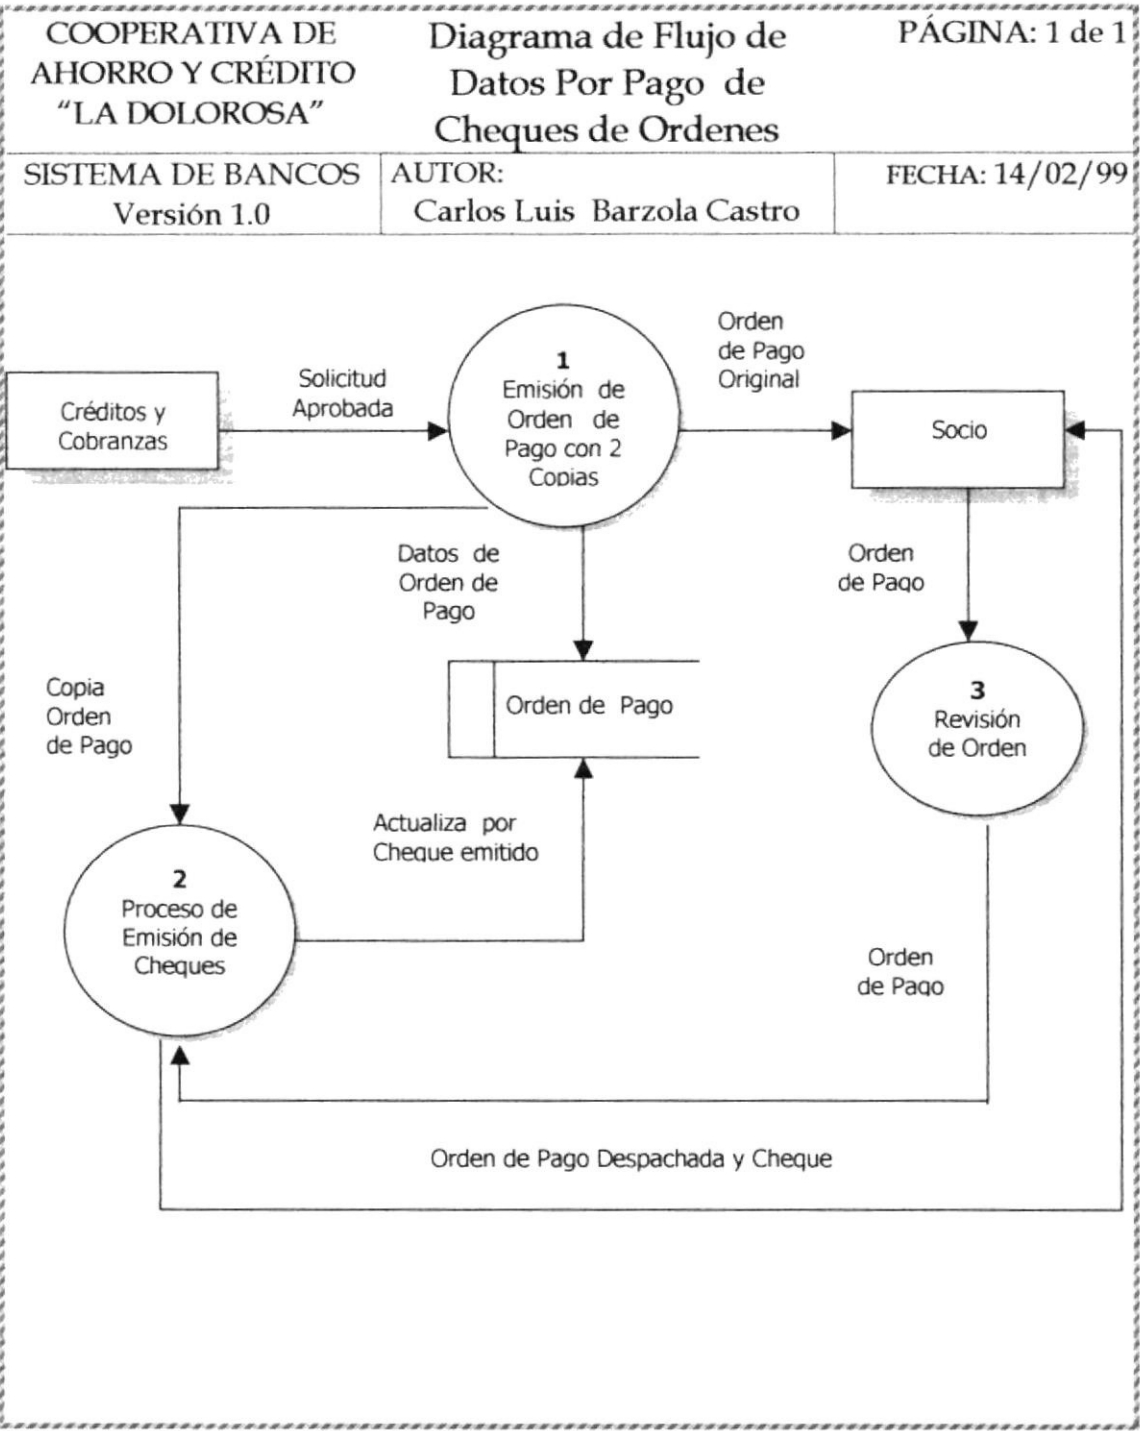 COOPERATIVA DE
AHORRO Y CRÉDITO
“LA DOLOROSA”
Diagrama de Flujo de
Datos Por Pago de
Cheques de Ordenes
PÁGINA: 1 de 1
SISTEMA DE BANCOS
Versión 1.0
AUTOR:
Carlos Luis Barzola Castro
FECHA: 14/02/99
Créditos y
Cobranzas
Solicitud
Aprobada
1
Emisión de
Orden de
Pago con 2
Copias
Orden
de Pago
Original
Socio
Datos de
Orden de
Pago
Orden
de Pago
Copia
Orden
de Pago
Orden de Pago
3
Revisión
de Orden
Actualiza por
Cheque emitido
2
Proceso de
Emisión de
Cheques
Orden
de Pago
Orden de Pago Despachada y Cheque